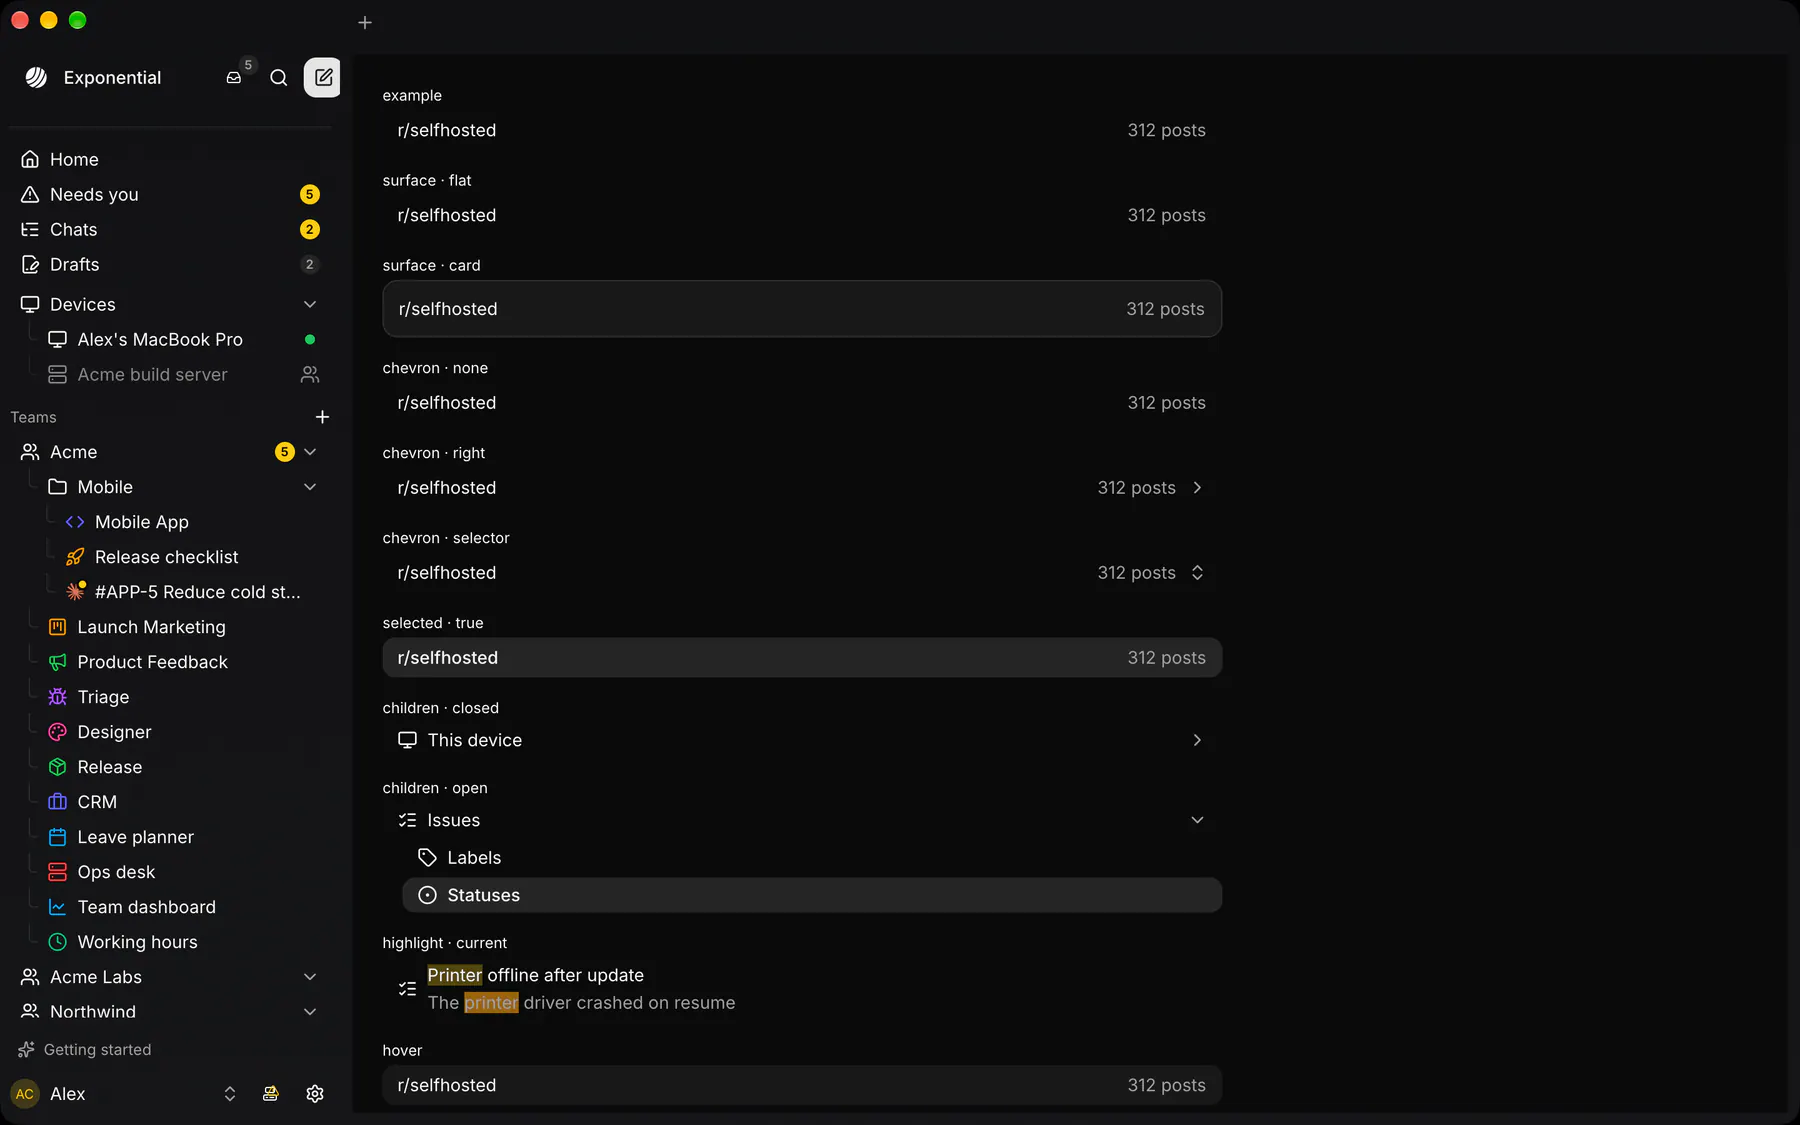 Exponential
5
Home
Needs you
5
Chats
2
Drafts
2
Devices
Alex's MacBook Pro
Acme build server
Teams
Acme
5
Mobile
Mobile App
Release checklist
#APP-5 Reduce cold st...
Launch Marketing
Product Feedback
Triage
Designer
Release
CRM
Leave planner
Ops desk
Team dashboard
Working hours
Acme Labs
Northwind
Getting started
AC Alex
example
r/selfhosted 312 posts
surface · flat
r/selfhosted 312 posts
surface · card
r/selfhosted 312 posts
chevron · none
r/selfhosted 312 posts
chevron · right
r/selfhosted 312 posts
chevron · selector
r/selfhosted 312 posts
selected · true
r/selfhosted 312 posts
children · closed
This device
children · open
Issues
Labels
Statuses
highlight · current
Printer offline after update
The printer driver crashed on resume
hover
r/selfhosted 312 posts